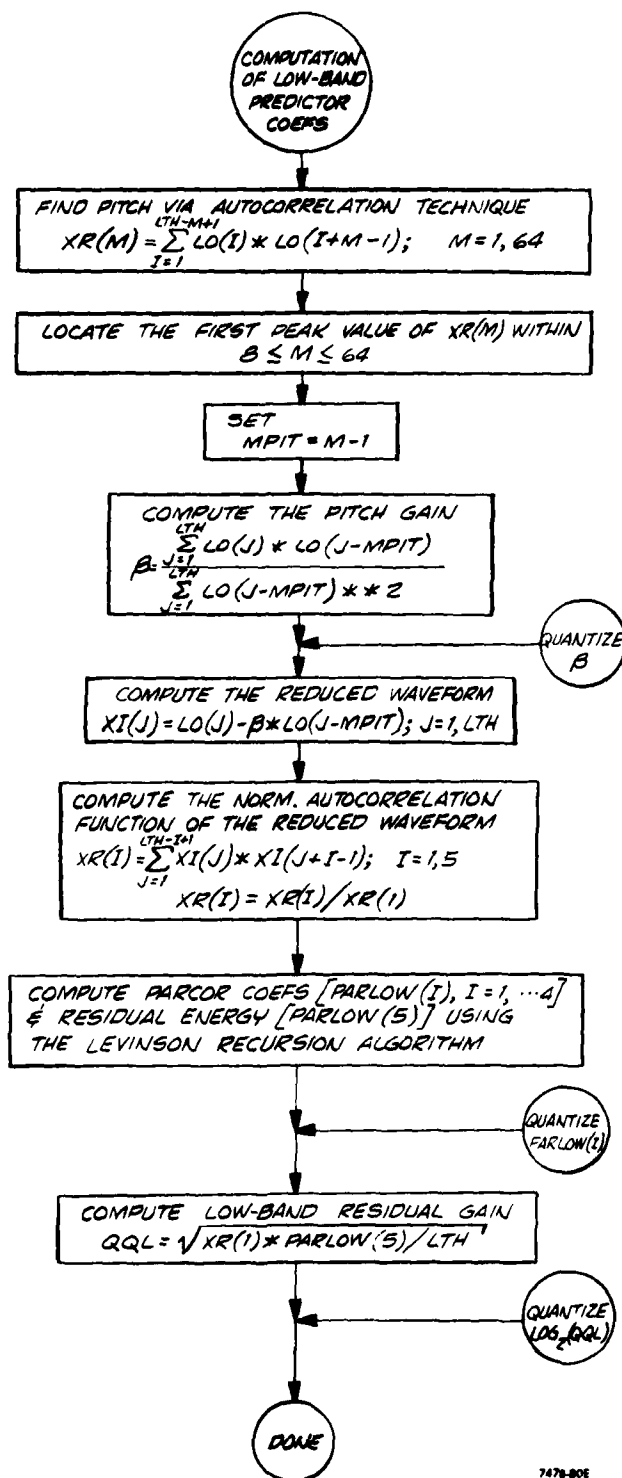 COMPUTATION
OF LOW-BAND
PREDICTOR
COEFS
FIND PITCH VIA AUTOCORRELATION TECHNIQUE
LTH-M+1
XR(M) = Σ LO(I) * LO(I+M-1); M=1, 64
I=1
LOCATE THE FIRST PEAK VALUE OF XR(M) WITHIN
8 ≤ M ≤ 64
SET
MPIT = M-1
COMPUTE THE PITCH GAIN
LTH
Σ LO(J) * LO(J-MPIT)
J=1
β =
LTH
Σ LO(J-MPIT) * * 2
J=1
QUANTIZE
β
COMPUTE THE REDUCED WAVEFORM
XI(J) = LO(J) - β * LO(J-MPIT); J=1, LTH
COMPUTE THE NORM. AUTOCORRELATION
FUNCTION OF THE REDUCED WAVEFORM
LTH-I+1
XR(I) = Σ XI(J) * XI(J+I-1); I=1,5
J=1
XR(I) = XR(I)/XR(1)
COMPUTE PARCOR COEFS [PARLOW(I), I=1, ...4]
& RESIDUAL ENERGY [PARLOW(5)] USING
THE LEVINSON RECURSION ALGORITHM
QUANTIZE
PARLOW(I)
COMPUTE LOW-BAND RESIDUAL GAIN
QQL = √XR(1) * PARLOW(5)/LTH
QUANTIZE
LOG₂(QQL)
DONE
7478-80E